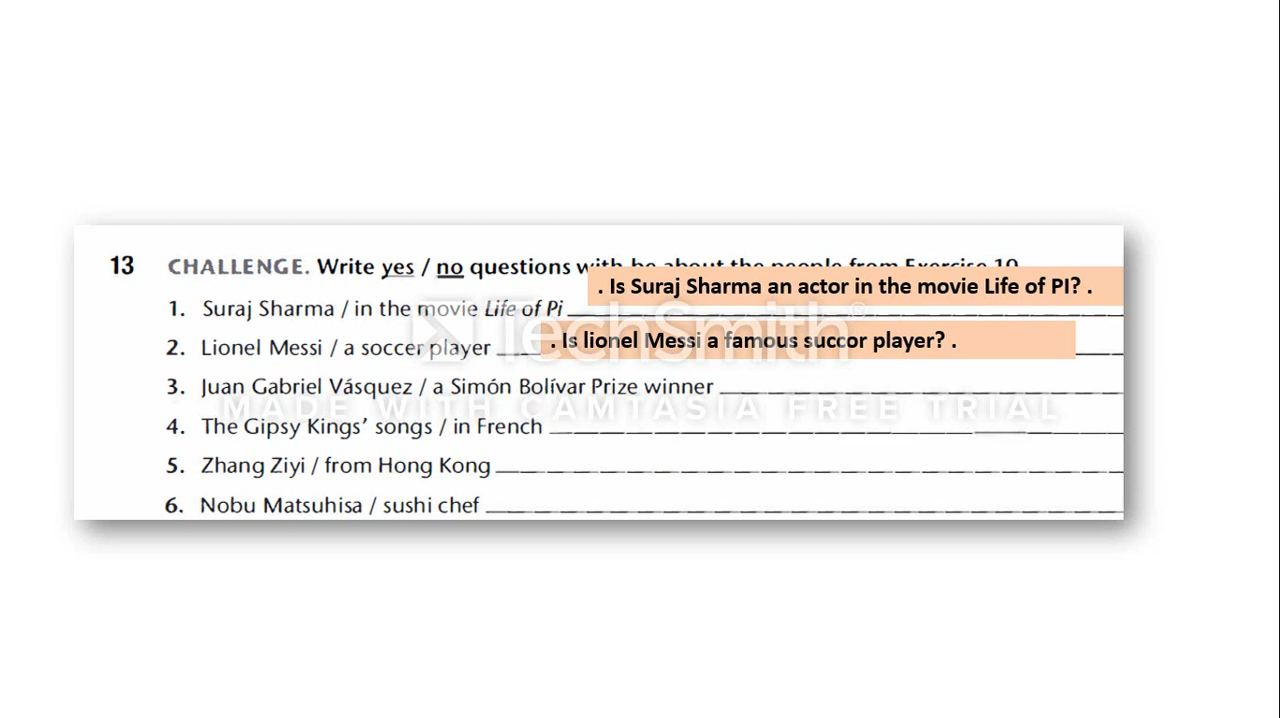 13 CHALLENGE. Write yes / no questions with be about the people from Exercise 10.
. Is Suraj Sharma an actor in the movie Life of PI? .
1. Suraj Sharma / in the movie Life of Pi
. Is lionel Messi a famous succor player? .
2. Lionel Messi / a soccer player
TechSmith®
3. Juan Gabriel Vásquez / a Simón Bolívar Prize winner
MADE WITH CAMTASIA FREE TRIAL
4. The Gipsy Kings’ songs / in French
5. Zhang Ziyi / from Hong Kong
6. Nobu Matsuhisa / sushi chef